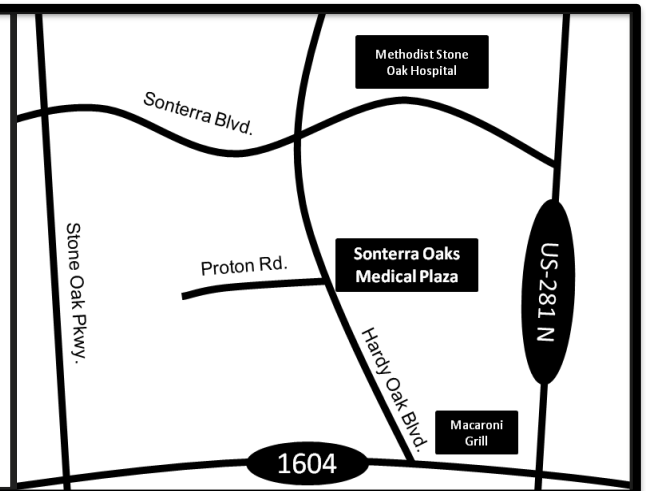 Methodist Stone
Oak Hospital
Sonterra Blvd.
Stone Oak Pkwy.
Proton Rd.
Sonterra Oaks
Medical Plaza
US-281 N
Hardy Oak Blvd.
Macaroni
Grill
1604